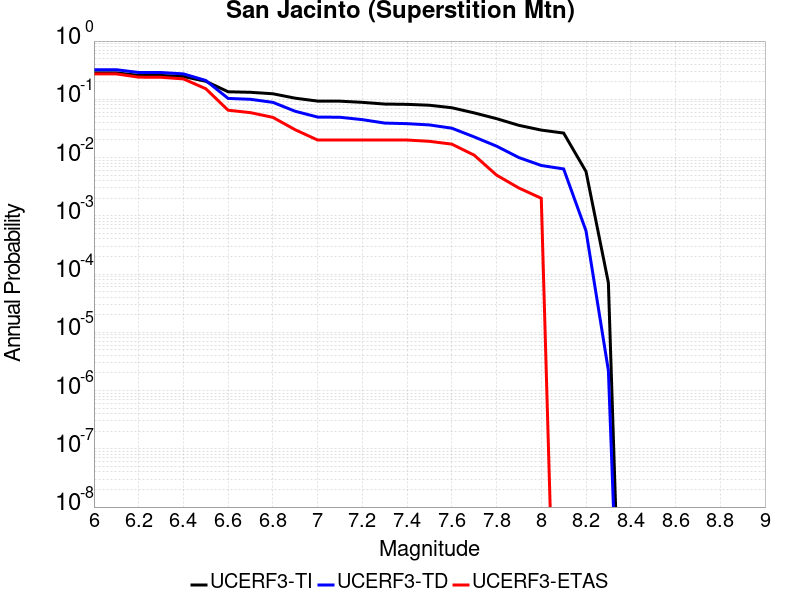 San Jacinto (Superstition Mtn)
10^0
10^-1
10^-2
10^-3
10^-4
10^-5
10^-6
10^-7
10^-8
Annual Probability
6 6.2 6.4 6.6 6.8 7 7.2 7.4 7.6 7.8 8 8.2 8.4 8.6 8.8 9
Magnitude
UCERF3-TI UCERF3-TD UCERF3-ETAS